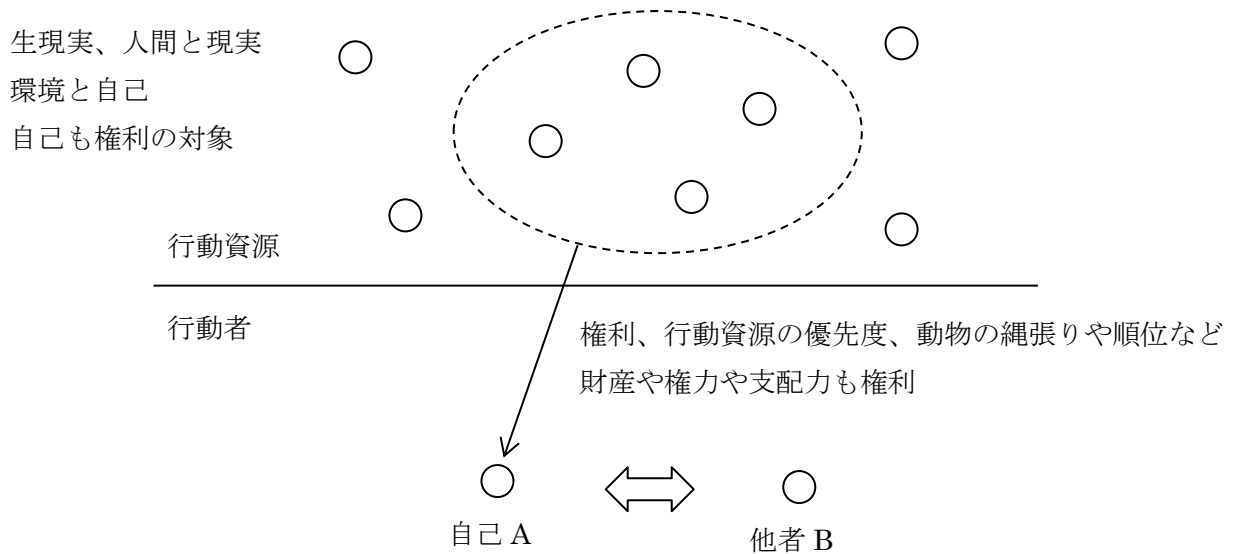 生現実、人間と現実
環境と自己
自己も権利の対象
行動資源
行動者
権利、行動資源の優先度、動物の縄張りや順位など
財産や権力や支配力も権利
自己 A
他者 B